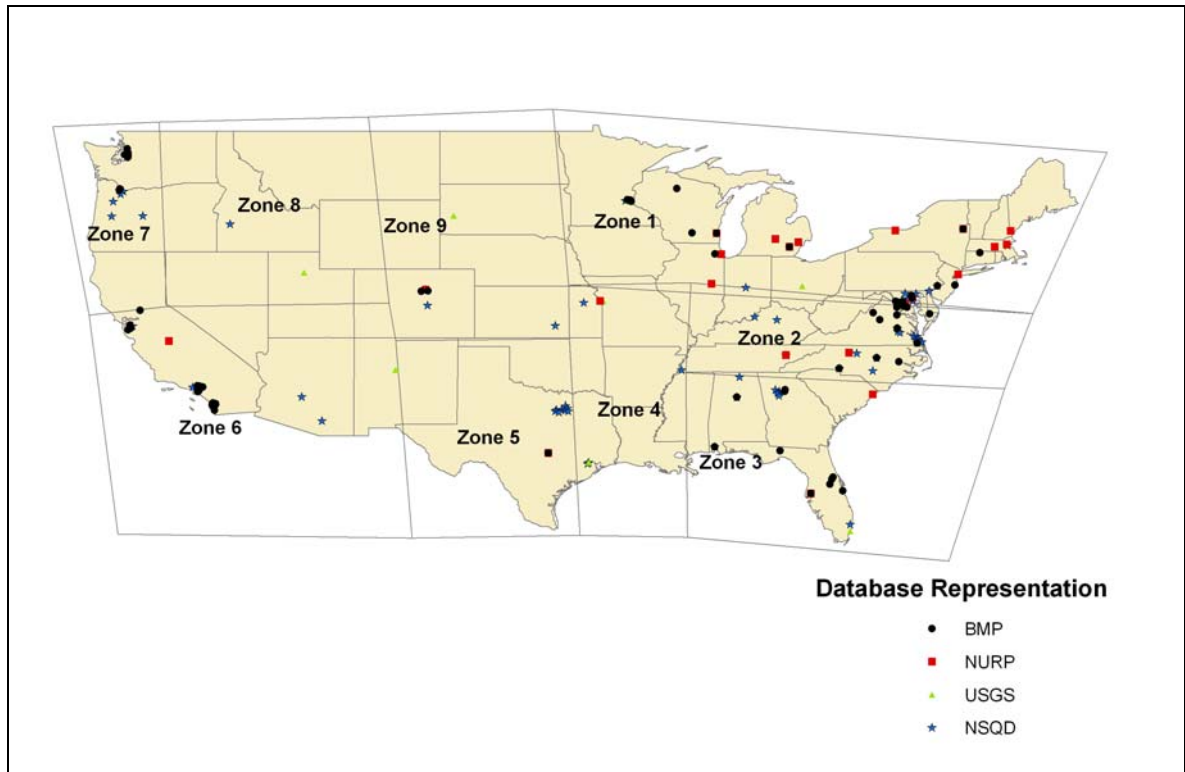 Zone 8
Zone 1
Zone 9
Zone 7
Zone 2
Zone 4
Zone 6
Zone 5
Zone 3
Database Representation
BMP
NURP
USGS
NSQD